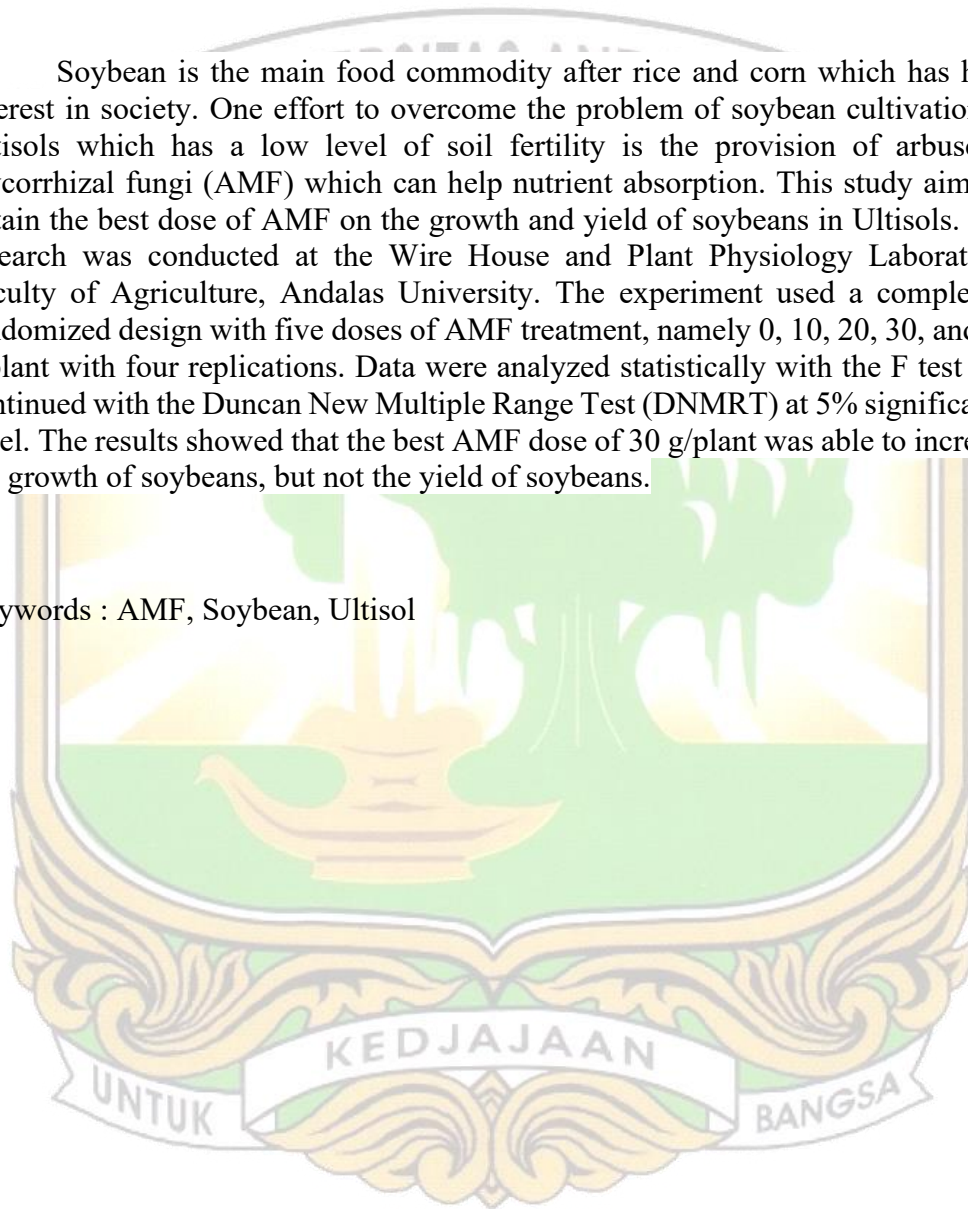 Soybean is the main food commodity after rice and corn which has h
erest in society. One effort to overcome the problem of soybean cultivation
tisols which has a low level of soil fertility is the provision of arbusc
ycorrhizal fungi (AMF) which can help nutrient absorption. This study aim
tain the best dose of AMF on the growth and yield of soybeans in Ultisols.
earch was conducted at the Wire House and Plant Physiology Laborat
culty of Agriculture, Andalas University. The experiment used a comple
domized design with five doses of AMF treatment, namely 0, 10, 20, 30, and
plant with four replications. Data were analyzed statistically with the F test
ntinued with the Duncan New Multiple Range Test (DNMRT) at 5% significa
el. The results showed that the best AMF dose of 30 g/plant was able to incre
growth of soybeans, but not the yield of soybeans.
ywords : AMF, Soybean, Ultisol
KEDJAJAAN
UNTUK BANGSA